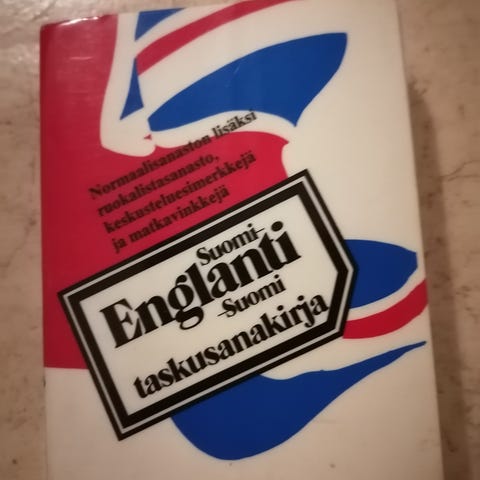 Normaalisanaston lisäksi
ruokalistasanasto,
keskusteluesimerkkejä
ja matkavinkkejä
Suomi-
Englanti
-Suomi
taskusanakirja